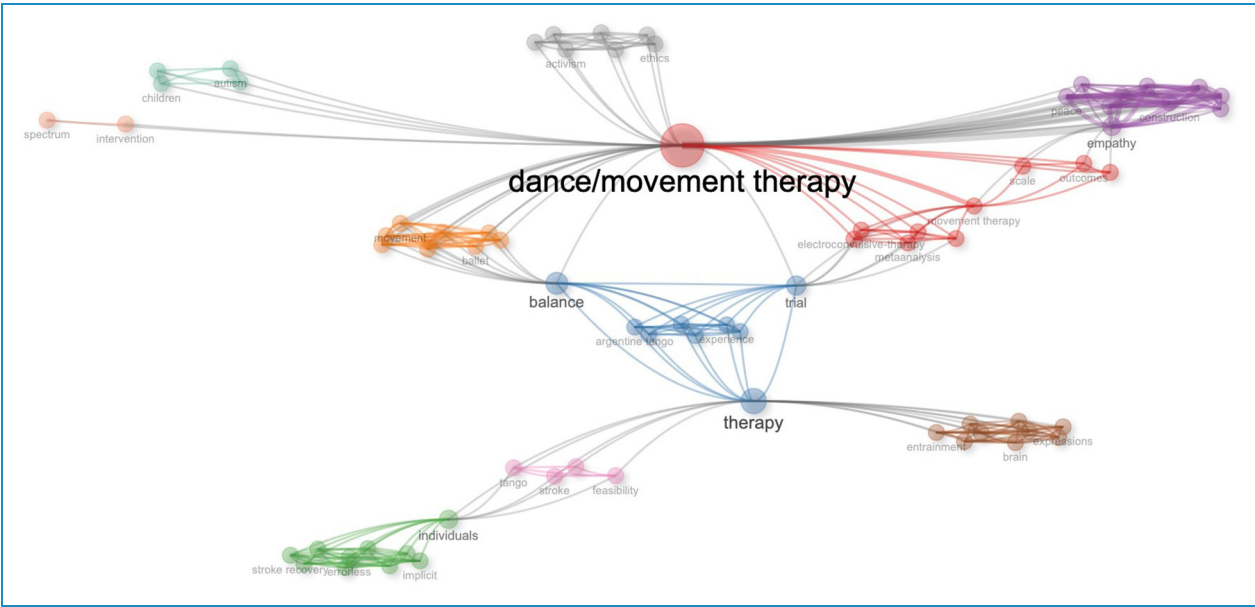 activism
ethics
autism
children
spectrum
intervention
peace
construction
empathy
dance/movement therapy
scale
outcomes
movement therapy
electroconvulsive-therapy
metaanalysis
movement
ballet
balance
trial
argentine tango
experience
therapy
entrainment
expressions
brain
tango
stroke
feasibility
individuals
stroke recovery
errorless
implicit